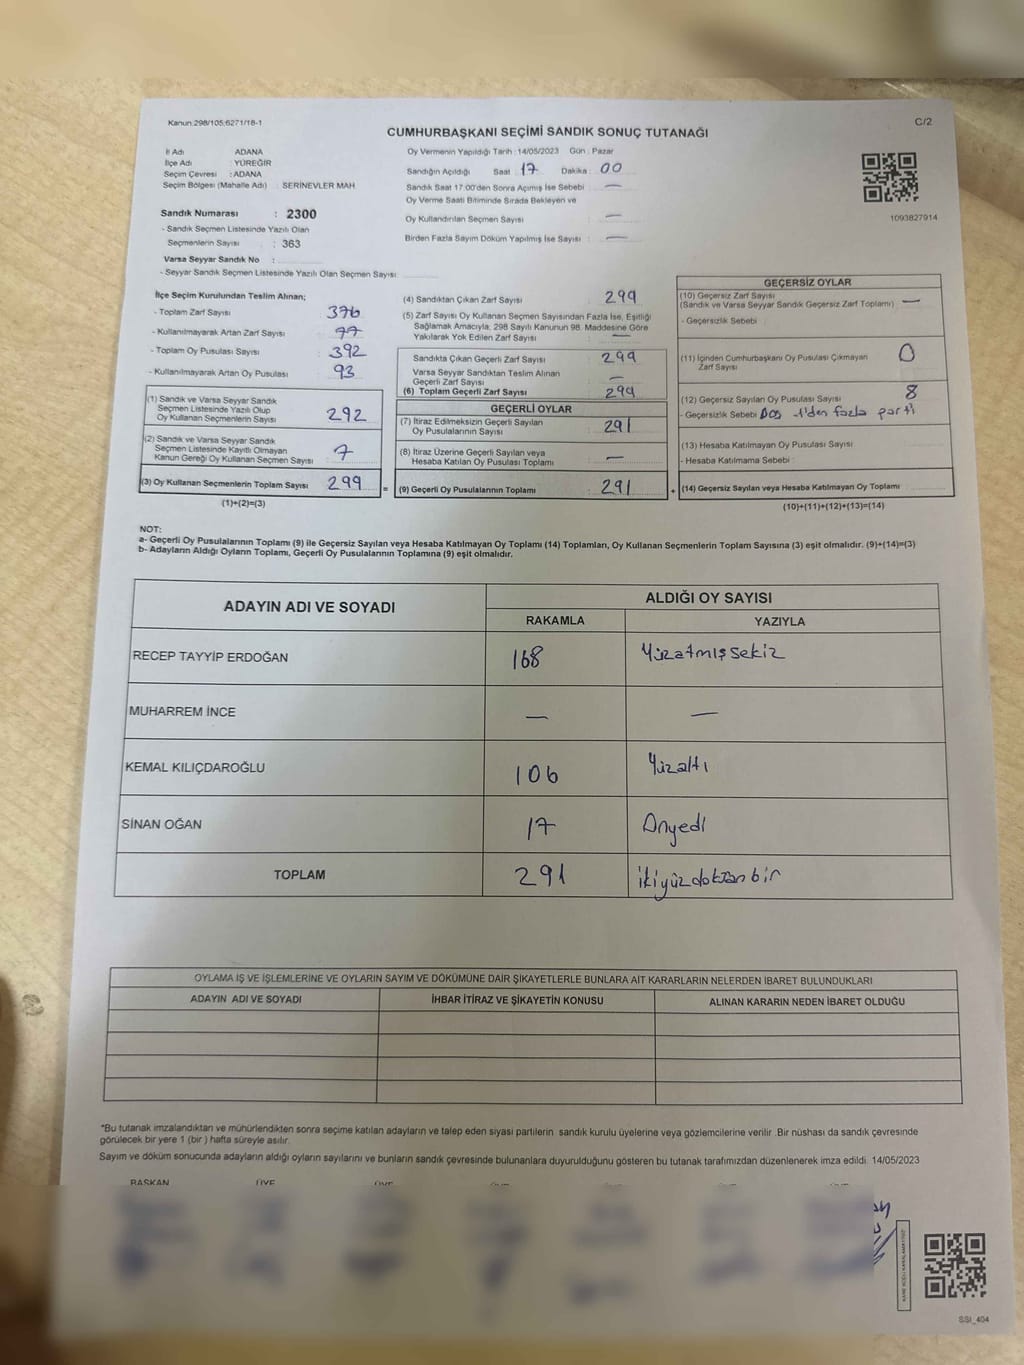 Kanun:298/105;6271/18-1
C/2
CUMHURBAŞKANI SEÇİMİ SANDIK SONUÇ TUTANAĞI
İl Adı ADANA
İlçe Adı : YÜREĞİR
Seçim Çevresi : ADANA
Seçim Bölgesi (Mahalle Adı) : SERİNEVLER MAH
Sandık Numarası : 2300
- Sandık Seçmen Listesinde Yazılı Olan
Seçmenlerin Sayısı : 363
Varsa Seyyar Sandık No :
- Seyyar Sandık Seçmen Listesinde Yazılı Olan Seçmen Sayısı:
Oy Vermenin Yapıldığı Tarih :14/05/2023 Gün : Pazar
Sandığın Açıldığı Saat : 17 Dakika : 00
Sandık Saat 17.00'den Sonra Açımış İse Sebebi : —
Oy Verme Saati Bitiminde Sırada Bekleyen ve
Oy Kullandırılan Seçmen Sayısı : —
Birden Fazla Sayım Döküm Yapılmış İse Sayısı : —
1093827914
İlçe Seçim Kurulundan Teslim Alınan;
- Toplam Zarf Sayısı : 376
- Kullanılmayarak Artan Zarf Sayısı : 77
- Toplam Oy Pusulası Sayısı : 392
- Kullanılmayarak Artan Oy Pusulası : 93
(1) Sandık ve Varsa Seyyar Sandık
Seçmen Listesinde Yazılı Olup
Oy Kullanan Seçmenlerin Sayısı : 292
(2) Sandık ve Varsa Seyyar Sandık
Seçmen Listesinde Kayıtlı Olmayan
Kanun Gereği Oy Kullanan Seçmen Sayısı : 7
(3) Oy Kullanan Seçmenlerin Toplam Sayısı : 299
(1)+(2)=(3)
=
(4) Sandıktan Çıkan Zarf Sayısı : 299
(5) Zarf Sayısı Oy Kullanan Seçmen Sayısından Fazla İse, Eşitliği
Sağlamak Amacıyla; 298 Sayılı Kanunun 98. Maddesine Göre
Yakılarak Yok Edilen Zarf Sayısı : —
Sandıkta Çıkan Geçerli Zarf Sayısı : 299
Varsa Seyyar Sandıktan Teslim Alınan
Geçerli Zarf Sayısı : —
(6) Toplam Geçerli Zarf Sayısı : 299
GEÇERLİ OYLAR
(7) İtiraz Edilmeksizin Geçerli Sayılan
Oy Pusulalarının Sayısı : 291
(8) İtiraz Üzerine Geçerli Sayılan veya
Hesaba Katılan Oy Pusulası Toplamı : —
(9) Geçerli Oy Pusulalarının Toplamı : 291
+
GEÇERSİZ OYLAR
(10) Geçersiz Zarf Sayısı
(Sandık ve Varsa Seyyar Sandık Geçersiz Zarf Toplamı) : —
- Geçersizlik Sebebi :
(11) İçinden Cumhurbaşkanı Oy Pusulası Çıkmayan
Zarf Sayısı : 0
(12) Geçersiz Sayılan Oy Pusulası Sayısı : 8
- Geçersizlik Sebebi 1'den fazla parti
(13) Hesaba Katılmayan Oy Pusulası Sayısı :
- Hesaba Katılmama Sebebi :
(14) Geçersiz Sayılan veya Hesaba Katılmayan Oy Toplamı :
(10)+(11)+(12)+(13)=(14)
NOT:
a- Geçerli Oy Pusulalarının Toplamı (9) ile Geçersiz Sayılan veya Hesaba Katılmayan Oy Toplamı (14) Toplamları, Oy Kullanan Seçmenlerin Toplam Sayısına (3) eşit olmalıdır. (9)+(14)=(3)
b- Adayların Aldığı Oyların Toplamı, Geçerli Oy Pusulalarının Toplamına (9) eşit olmalıdır.
ADAYIN ADI VE SOYADI
ALDIĞI OY SAYISI
RAKAMLA YAZIYLA
RECEP TAYYİP ERDOĞAN 168 Yüzatmışsekiz
MUHARREM İNCE — —
KEMAL KILIÇDAROĞLU 106 Yüzaltı
SİNAN OĞAN 17 Onyedi
TOPLAM 291 ikiyüzdoksanbir
OYLAMA İŞ VE İŞLEMLERİNE VE OYLARIN SAYIM VE DÖKÜMÜNE DAİR ŞİKAYETLERLE BUNLARA AİT KARARLARIN NELERDEN İBARET BULUNDUKLARI
ADAYIN ADI VE SOYADI İHBAR İTİRAZ VE ŞİKAYETİN KONUSU ALINAN KARARIN NEDEN İBARET OLDUĞU
*Bu tutanak imzalandıktan ve mühürlendikten sonra seçime katılan adayların ve talep eden siyasi partilerin sandık kurulu üyelerine veya gözlemcilerine verilir. Bir nüshası da sandık çevresinde
görülecek bir yere 1 (bir ) hafta süreyle asılır.
Sayım ve döküm sonucunda adayların aldığı oyların sayılarını ve bunların sandık çevresinde bulunanlara duyurulduğunu gösteren bu tutanak tarafımızdan düzenlenerek imza edildi. 14/05/2023
BAŞKAN ÜYE ÜYE
SSI_404